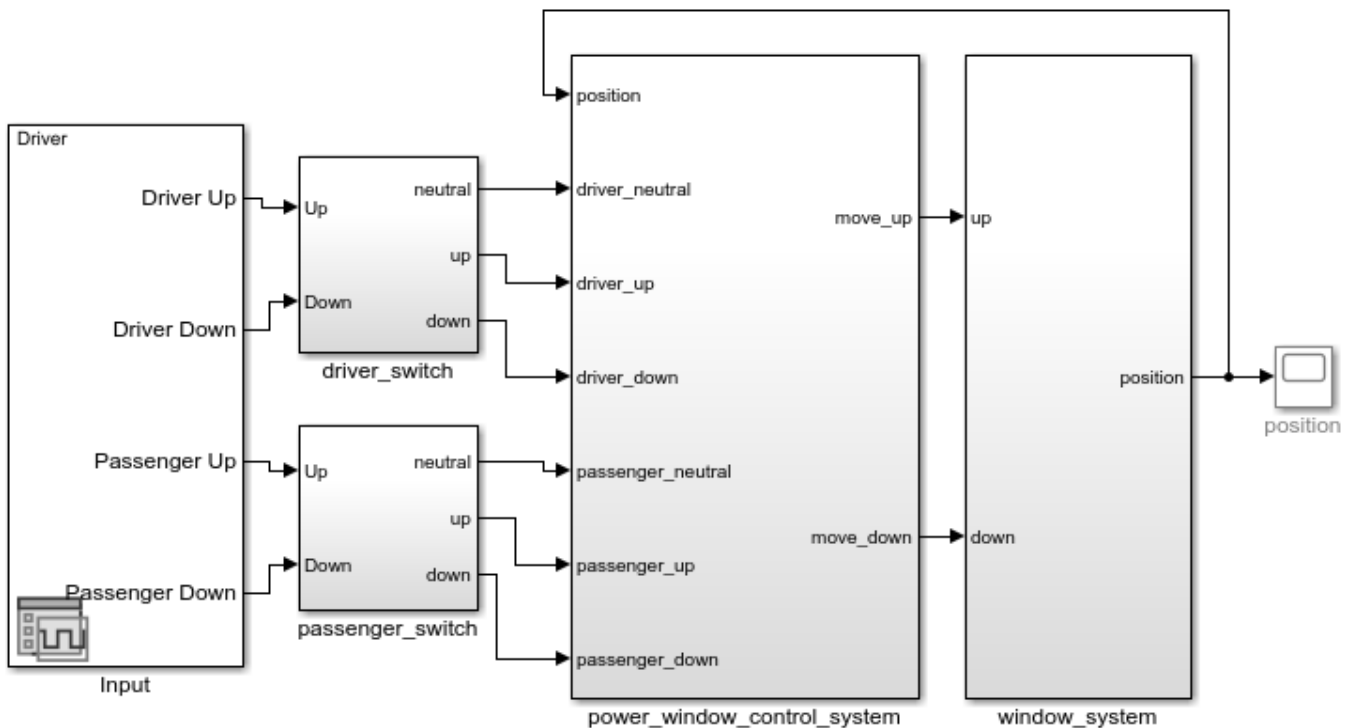 Driver
Driver Up
Driver Down
Passenger Up
Passenger Down
Input
Up
Down
neutral
up
down
driver_switch
Up
Down
neutral
up
down
passenger_switch
position
driver_neutral
driver_up
driver_down
passenger_neutral
passenger_up
passenger_down
move_up
move_down
power_window_control_system
up
down
position
window_system
position